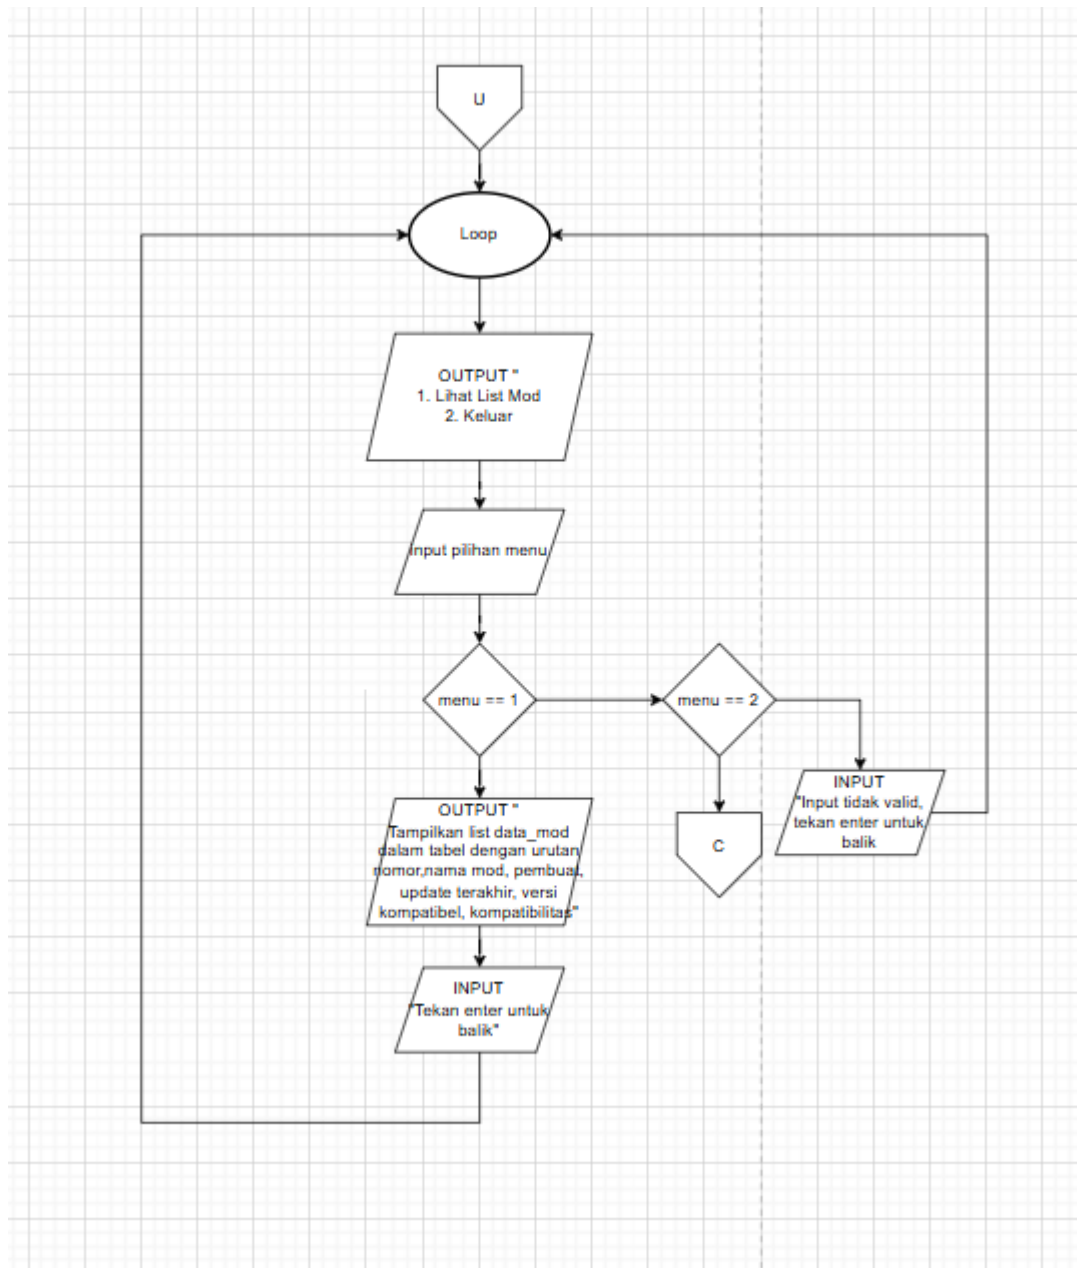 U
Loop
OUTPUT "
1. Lihat List Mod
2. Keluar
Input pilihan menu
menu == 1
menu == 2
INPUT
"Input tidak valid,
tekan enter untuk
balik
OUTPUT "
Tampilkan list data_mod
dalam tabel dengan urutan
nomor,nama mod, pembuat,
update terakhir, versi
kompatibel, kompatibilitas"
C
INPUT
"Tekan enter untuk
balik"